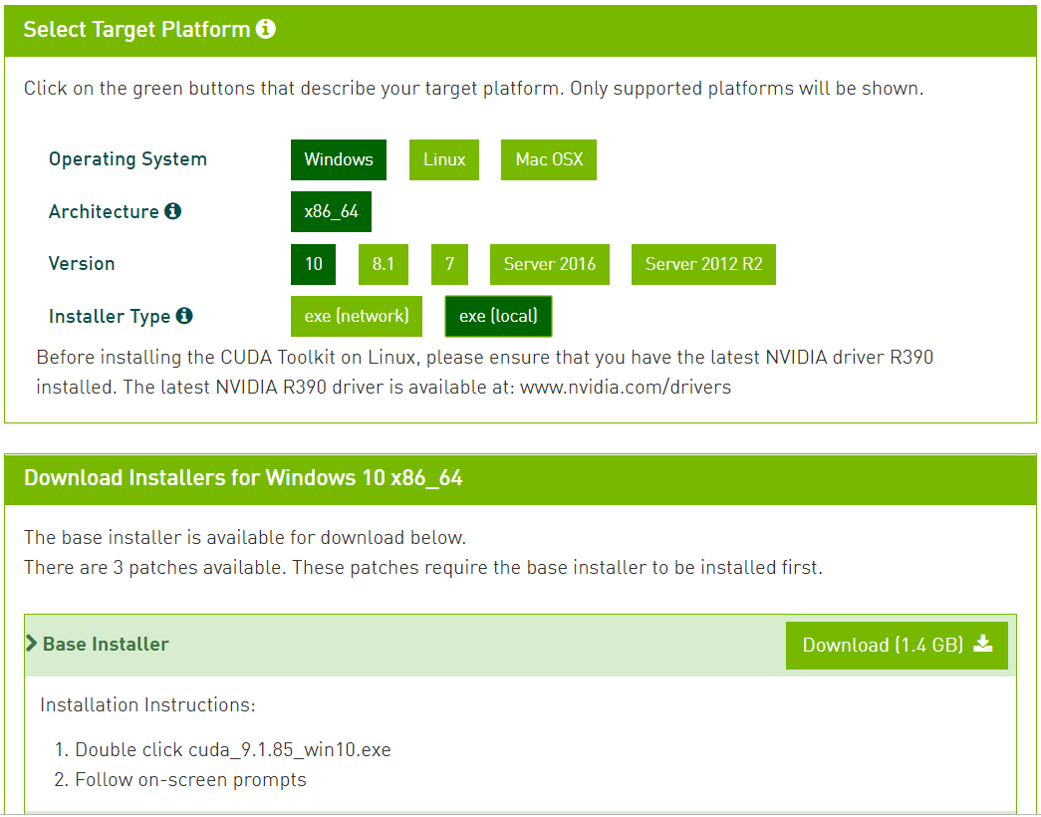 Select Target Platform
Click on the green buttons that describe your target platform. Only supported platforms will be shown.
Operating System Windows Linux Mac OSX
Architecture x86_64
Version 10 8.1 7 Server 2016 Server 2012 R2
Installer Type exe (network) exe (local)
Before installing the CUDA Toolkit on Linux, please ensure that you have the latest NVIDIA driver R390
installed. The latest NVIDIA R390 driver is available at: www.nvidia.com/drivers
Download Installers for Windows 10 x86_64
The base installer is available for download below.
There are 3 patches available. These patches require the base installer to be installed first.
Base Installer Download (1.4 GB)
Installation Instructions:
1. Double click cuda_9.1.85_win10.exe
2. Follow on-screen prompts